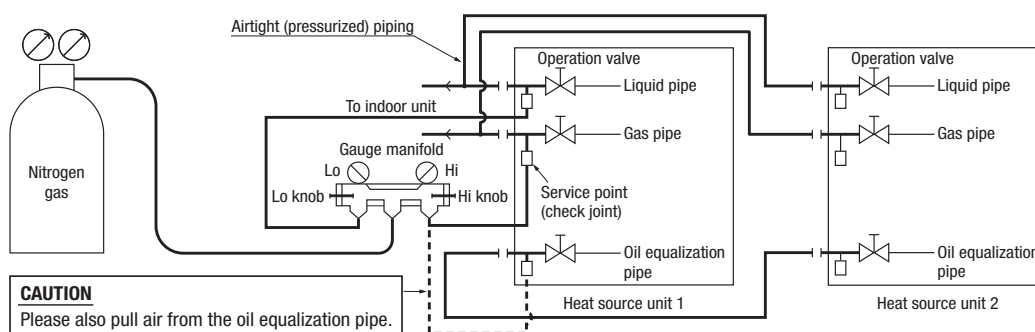 Airtight (pressurized) piping
Operation valve
Operation valve
Liquid pipe
Liquid pipe
To indoor unit
Gas pipe
Gas pipe
Gauge manifold
Lo
Hi
Nitrogen
gas
Lo knob
Hi knob
Service point
(check joint)
Oil equalization
pipe
Oil equalization
pipe
CAUTION
Please also pull air from the oil equalization pipe.
Heat source unit 1
Heat source unit 2